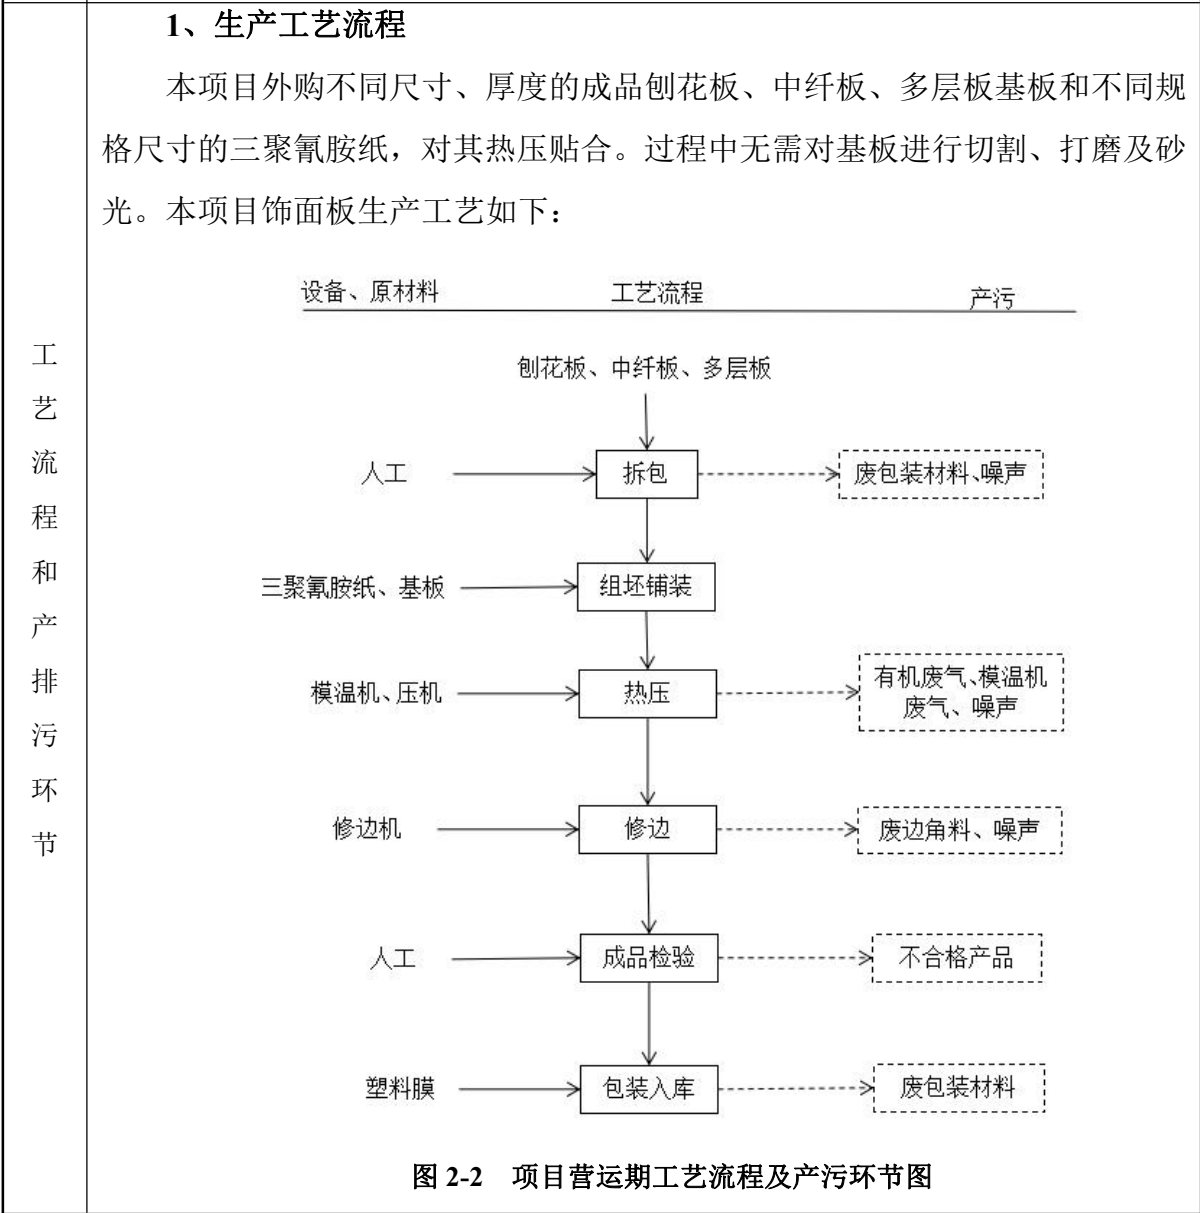 1、生产工艺流程
本项目外购不同尺寸、厚度的成品刨花板、中纤板、多层板基板和不同规
格尺寸的三聚氰胺纸，对其热压贴合。过程中无需对基板进行切割、打磨及砂
光。本项目饰面板生产工艺如下：
工艺流程和产排污环节
设备、原材料 工艺流程 产污
刨花板、中纤板、多层板
人工 拆包 废包装材料、噪声
三聚氰胺纸、基板 组坯铺装
模温机、压机 热压 有机废气、模温机
废气、噪声
修边机 修边 废边角料、噪声
人工 成品检验 不合格产品
塑料膜 包装入库 废包装材料
图 2-2 项目营运期工艺流程及产污环节图